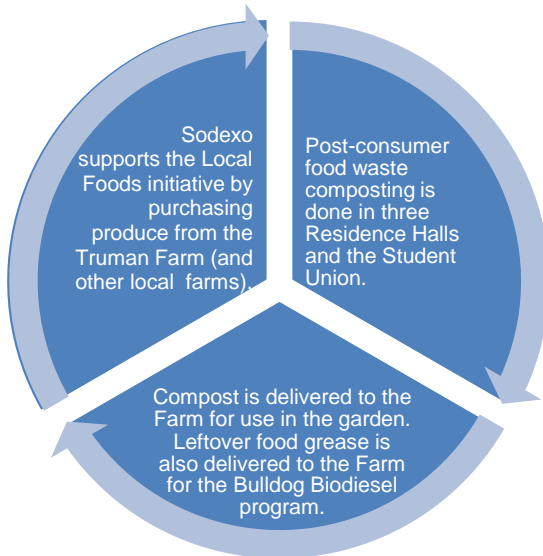 Sodexo
supports the Local
Foods initiative by
purchasing
produce from the
Truman Farm (and
other local farms).
Post-consumer
food waste
composting is
done in three
Residence Halls
and the Student
Union.
Compost is delivered to the
Farm for use in the garden.
Leftover food grease is
also delivered to the Farm
for the Bulldog Biodiesel
program.